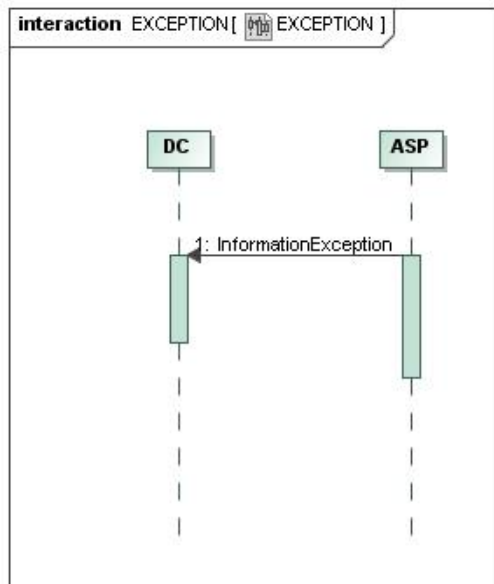 interaction EXCEPTION[ EXCEPTION ]
DC
ASP
1: InformationException